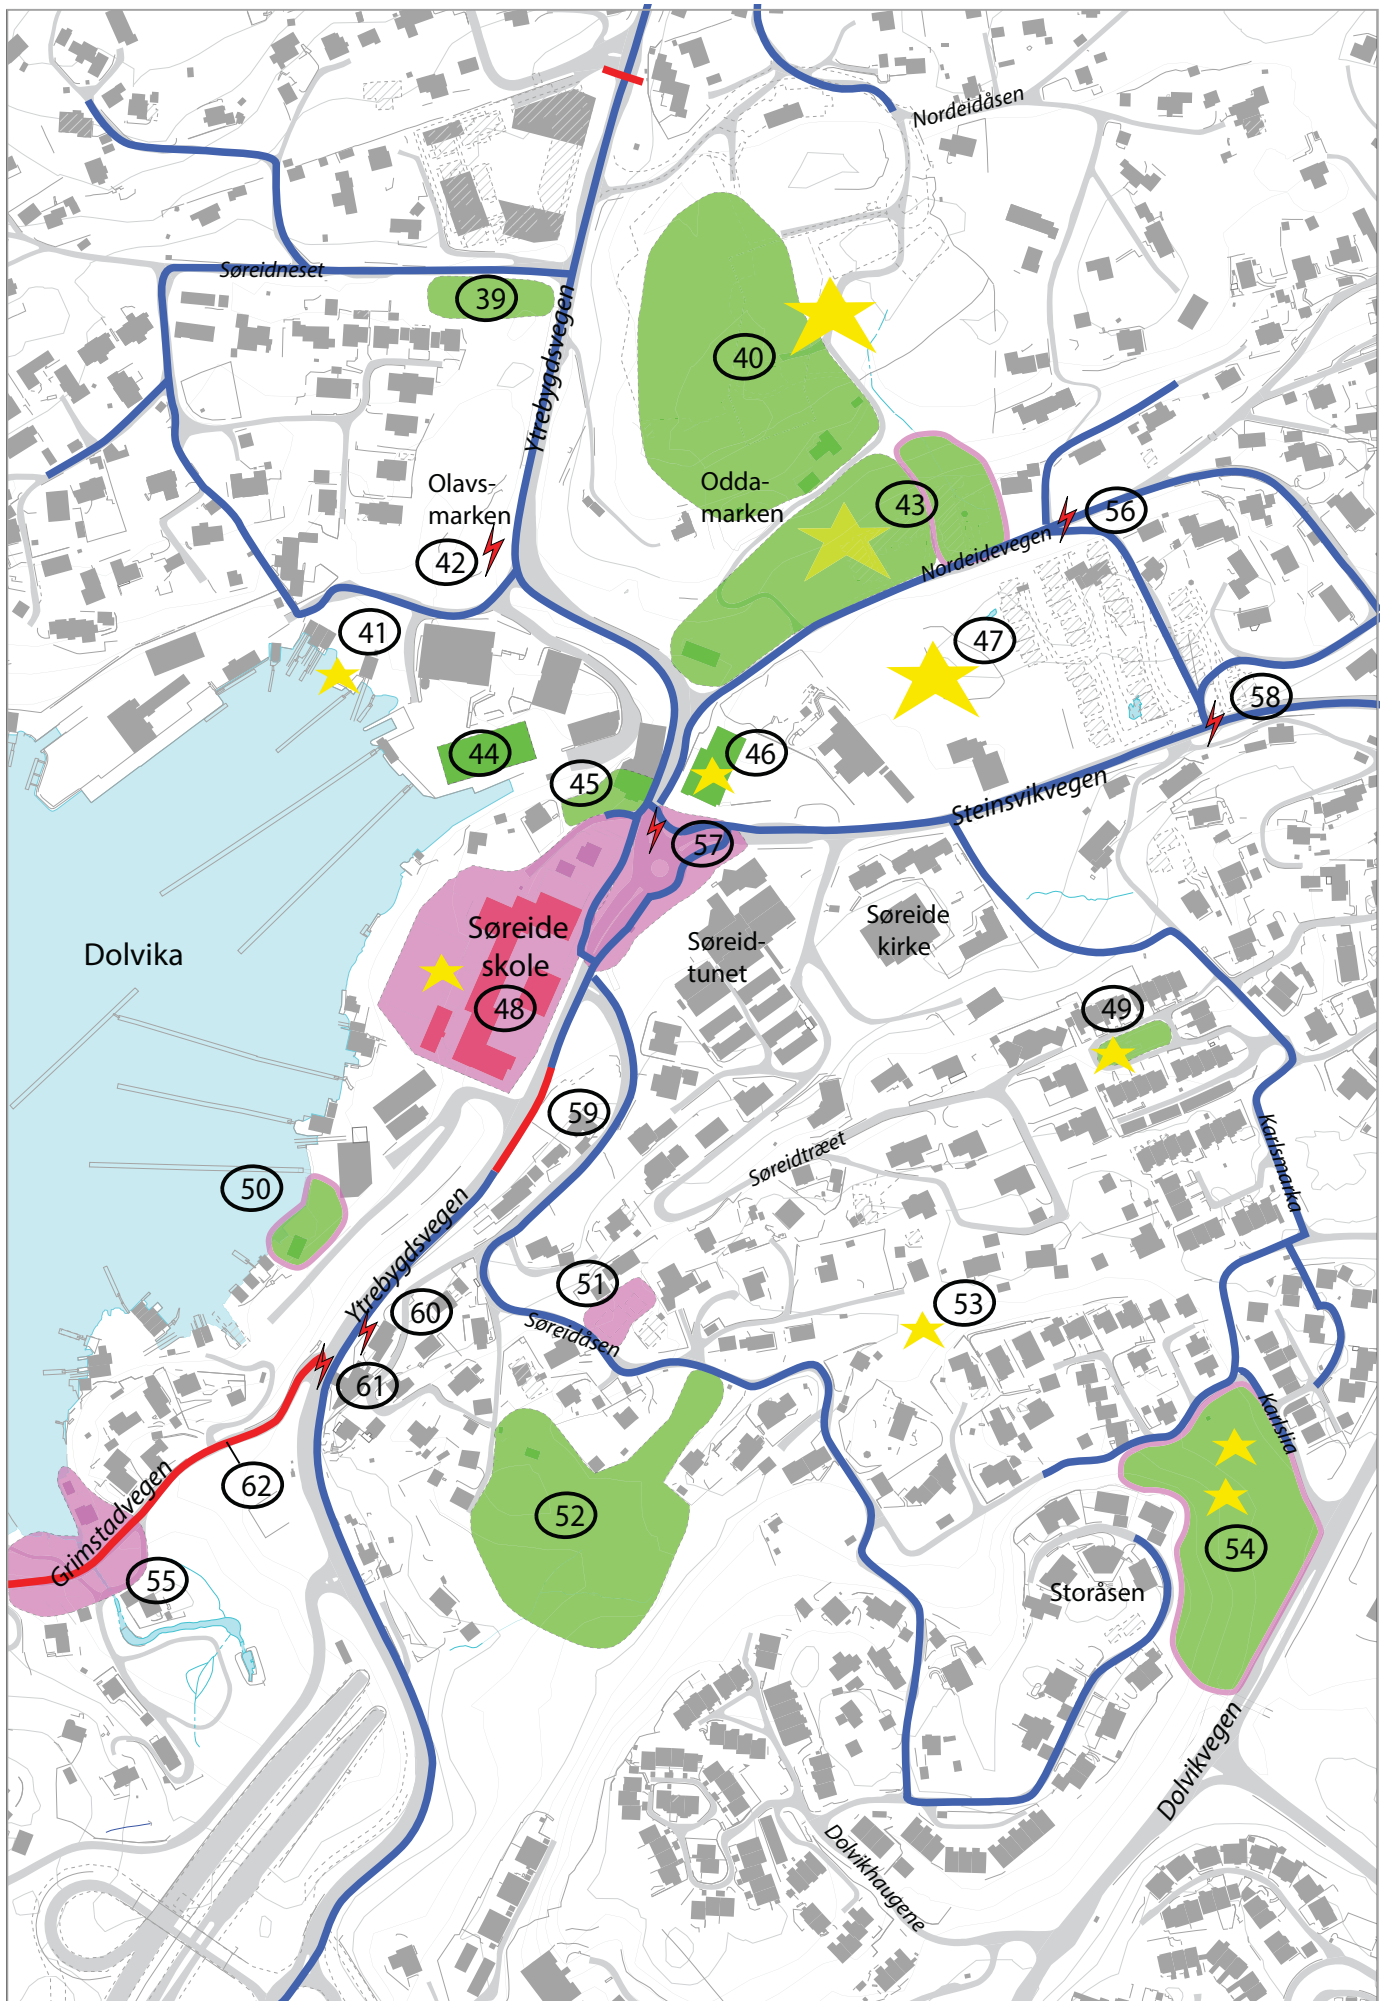 Nordeidåsen
Søreidneset
39
Ytrebygdsvegen
40
Olavs-
marken
Odda-
marken
43
56
42
Nordeidevegen
41
47
58
44
46
45
Steinsvikvegen
57
Søreide
skole
Søreid-
tunet
Søreide
kirke
Dolvika
48
49
59
Karlsmarka
Søreidtræet
50
Ytrebygdsvegen
51
53
60
Søreidåsen
61
Karlslia
62
52
54
Grimstadvegen
55
Storåsen
Dolvikvegen
Dolvikhaugene